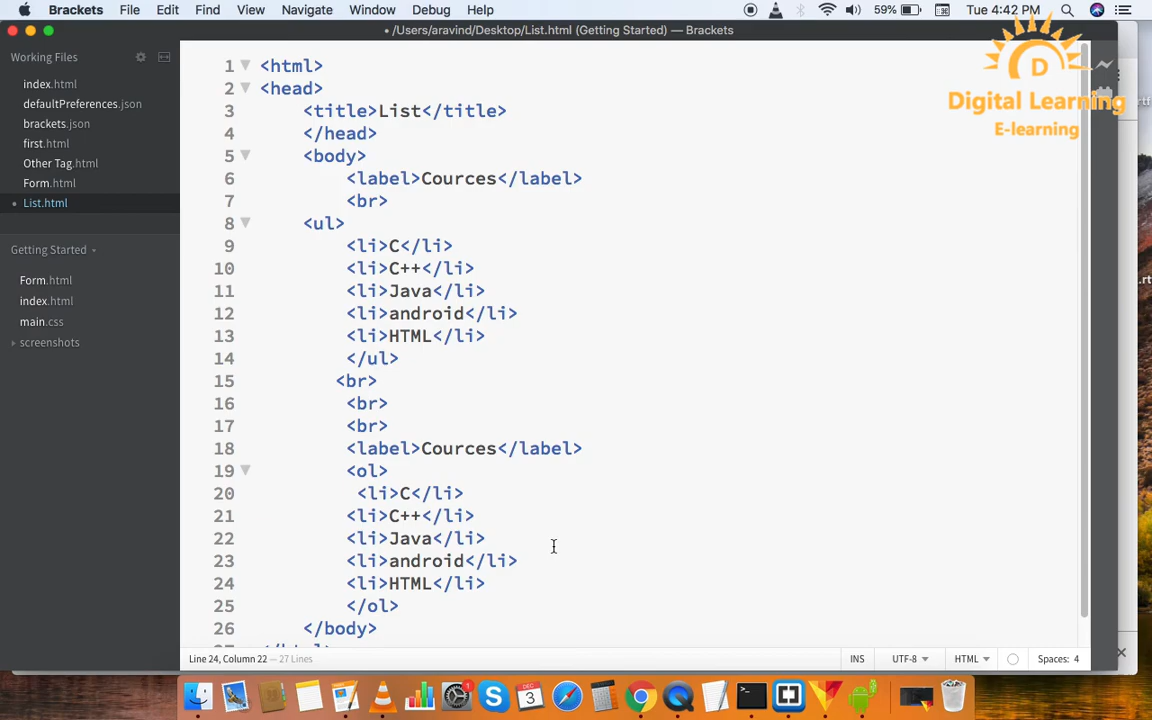 Brackets File Edit Find View Navigate Window Debug Help 59% Tue 4:42 PM
• /Users/aravind/Desktop/List.html (Getting Started) — Brackets
Digital Learning
E-learning
Working Files
index.html
defaultPreferences.json
brackets.json
first.html
Other Tag.html
Form.html
• List.html
Getting Started
Form.html
index.html
main.css
screenshots
1 <html>
2 <head>
3 <title>List</title>
4 </head>
5 <body>
6 <label>Cources</label>
7 <br>
8 <ul>
9 <li>C</li>
10 <li>C++</li>
11 <li>Java</li>
12 <li>android</li>
13 <li>HTML</li>
14 </ul>
15 <br>
16 <br>
17 <br>
18 <label>Cources</label>
19 <ol>
20 <li>C</li>
21 <li>C++</li>
22 <li>Java</li>
23 <li>android</li>
24 <li>HTML</li>
25 </ol>
26 </body>
Line 24, Column 22 — 27 Lines INS UTF-8 HTML Spaces: 4